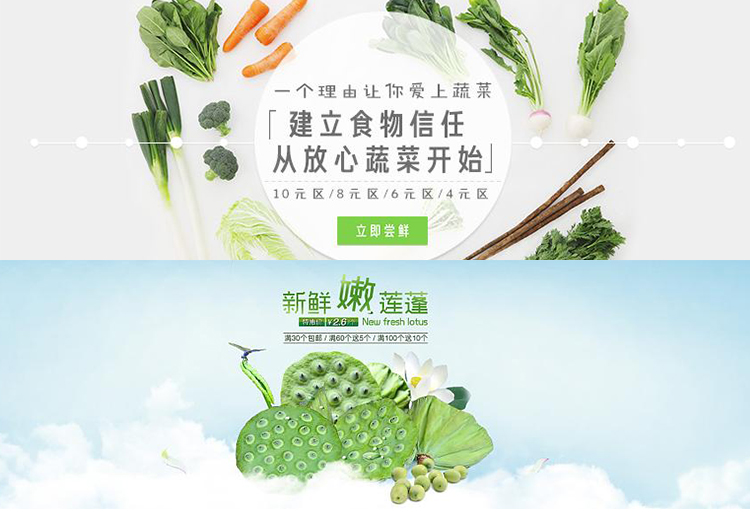 一个理由让你爱上蔬菜
「建立食物信任
从放心蔬菜开始」
10元区/8元区/6元区/4元区
立即尝鲜
新鲜嫩莲蓬
特惠价 ¥2.6/个 New fresh lotus
满30个包邮/满60个送5个/满100个送10个